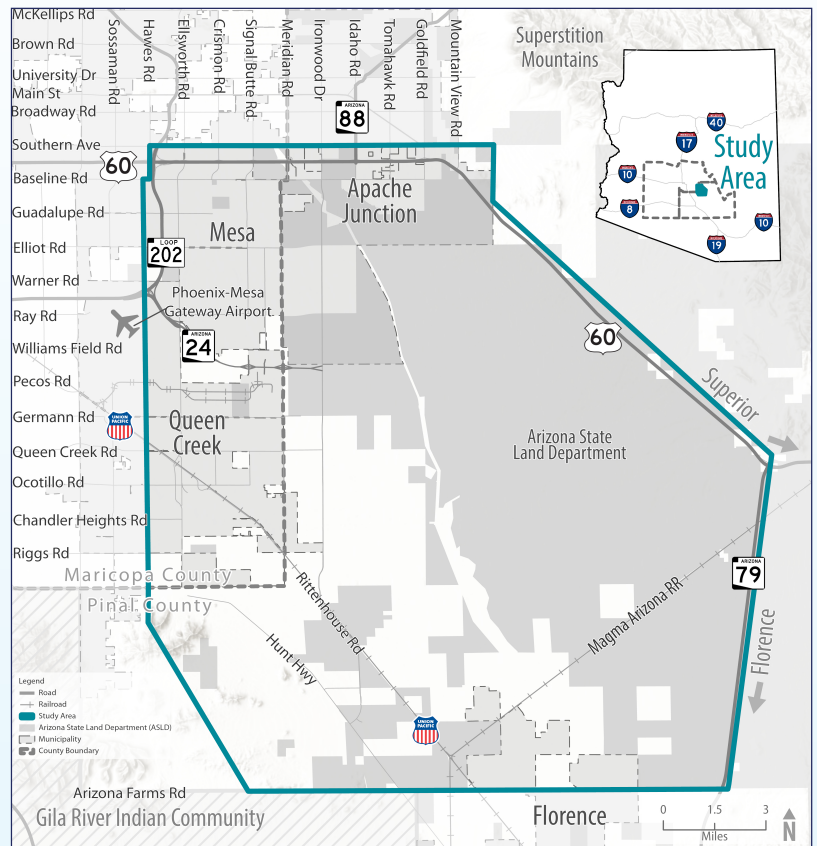 McKellips Rd
Brown Rd
University Dr
Main St
Broadway Rd
Southern Ave
Baseline Rd
Guadalupe Rd
Elliot Rd
Warner Rd
Ray Rd
Williams Field Rd
Pecos Rd
Germann Rd
Queen Creek Rd
Ocotillo Rd
Chandler Heights Rd
Riggs Rd
Sossaman Rd
Hawes Rd
Ellsworth Rd
Crismon Rd
Signal Butte Rd
Meridian Rd
Ironwood Dr
Idaho Rd
Tomahawk Rd
Goldfield Rd
Mountain View Rd
Superstition
Mountains
ARIZONA
88
60
40
17
10
8
19
10
Study
Area
Apache
Junction
Mesa
LOOP
202
Phoenix-Mesa
Gateway Airport
ARIZONA
24
60
Superior
UNION
PACIFIC
Queen
Creek
Arizona State
Land Department
Maricopa County
Pinal County
Rittenhouse Rd
Hunt Hwy
Magma Arizona RR
ARIZONA
79
Florence
UNION
PACIFIC
Legend
Road
Railroad
Study Area
Arizona State Land Department (ASLD)
Municipality
County Boundary
Arizona Farms Rd
Gila River Indian Community
Florence
0 1.5 3
Miles
N